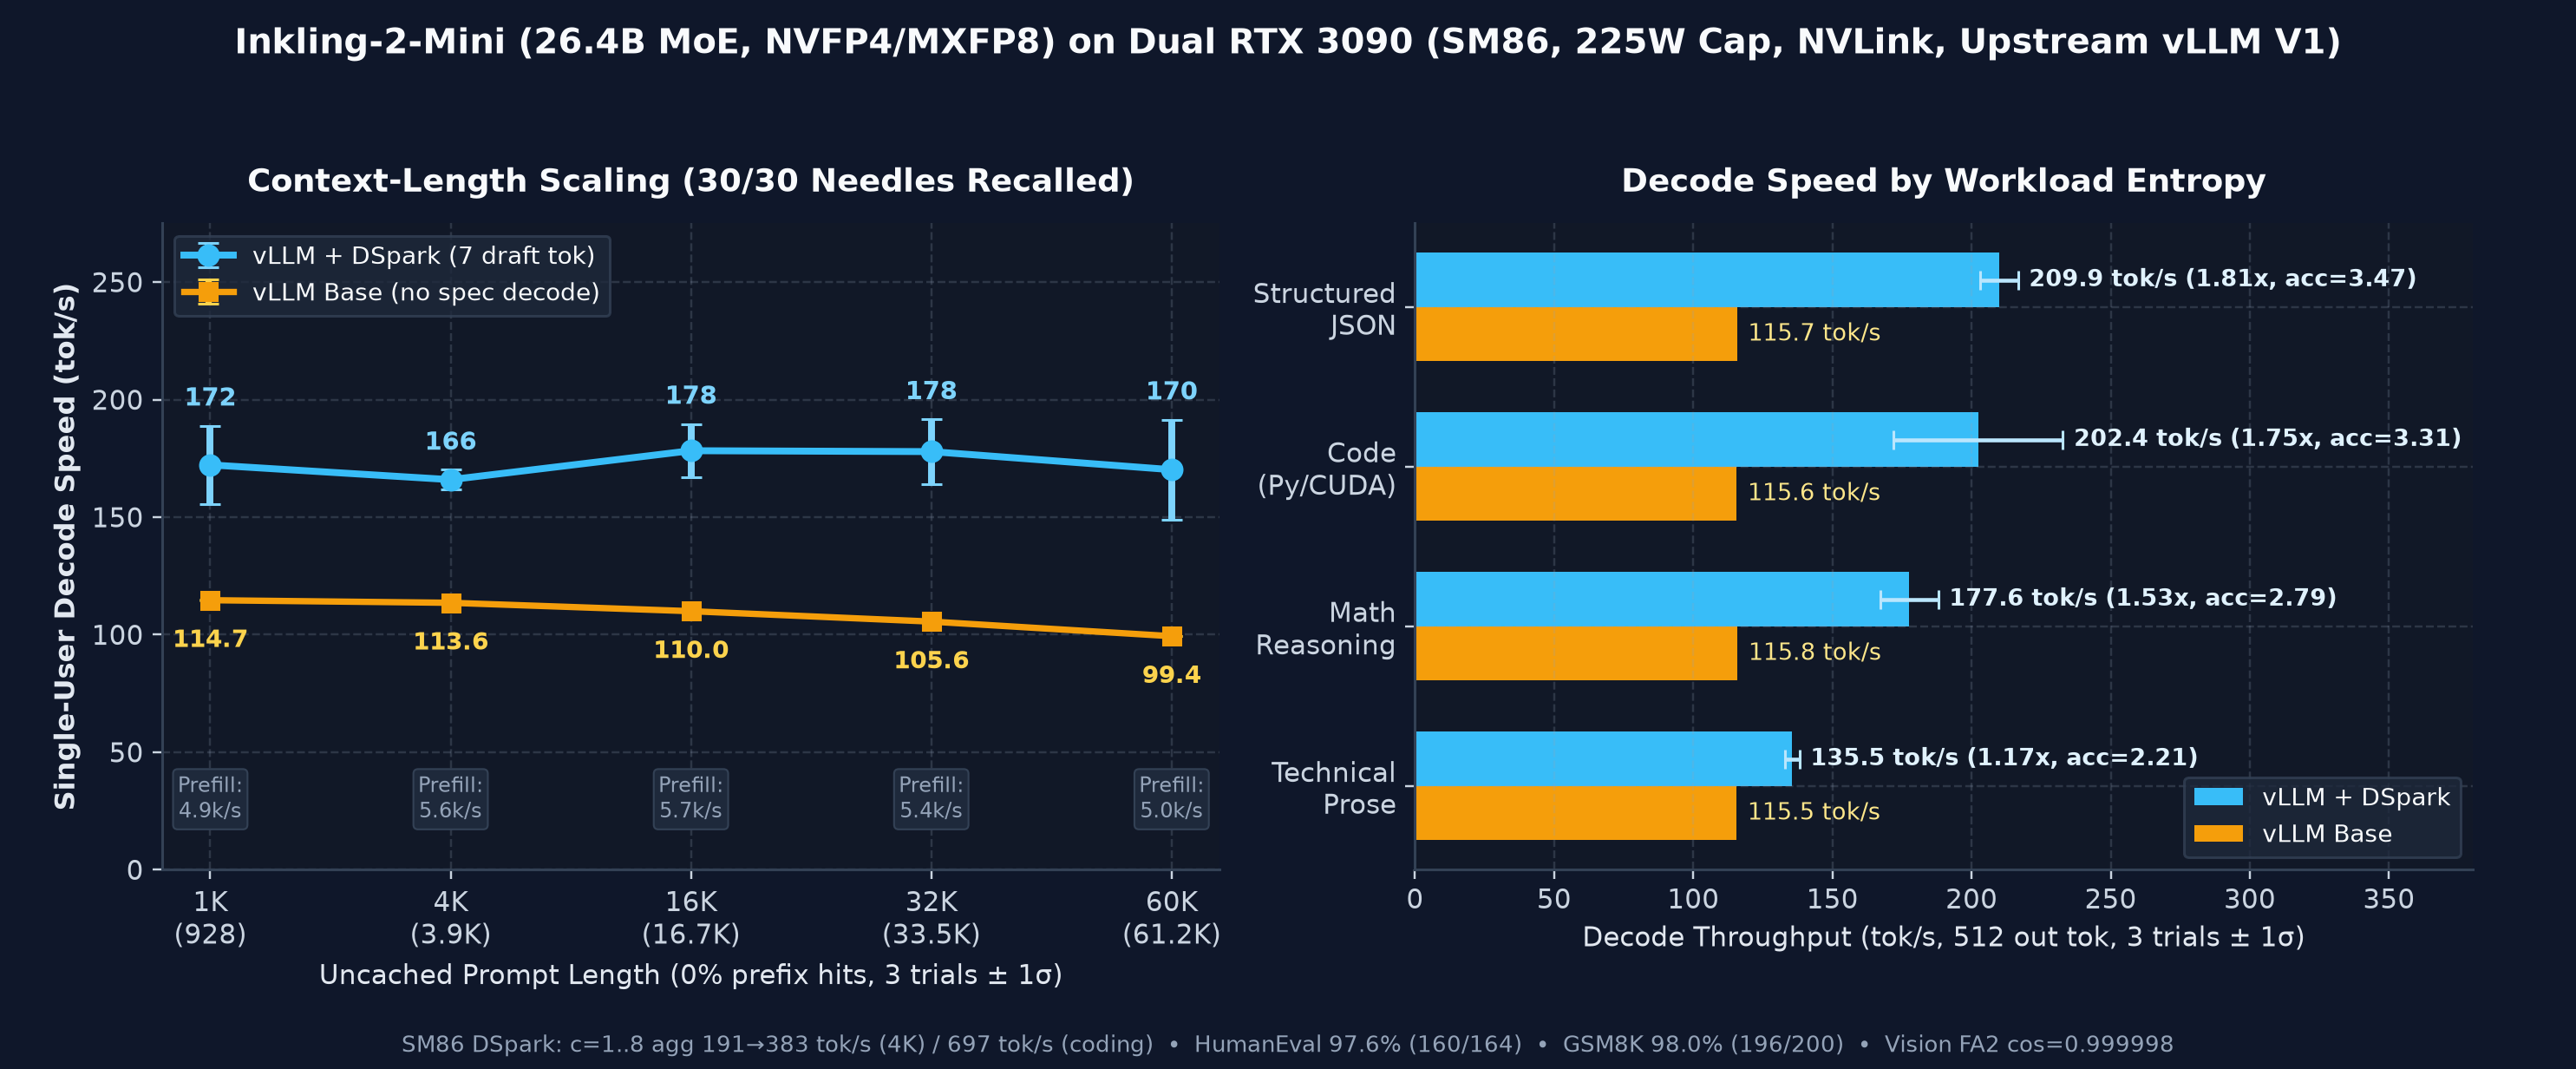 Inkling-2-Mini (26.4B MoE, NVFP4/MXFP8) on Dual RTX 3090 (SM86, 225W Cap, NVLink, Upstream vLLM V1)
Context-Length Scaling (30/30 Needles Recalled)
vLLM + DSpark (7 draft tok)
vLLM Base (no spec decode)
Single-User Decode Speed (tok/s)
250
200
150
100
50
0
172
166
178
178
170
114.7
113.6
110.0
105.6
99.4
Prefill:
4.9k/s
Prefill:
5.6k/s
Prefill:
5.7k/s
Prefill:
5.4k/s
Prefill:
5.0k/s
1K
(928)
4K
(3.9K)
16K
(16.7K)
32K
(33.5K)
60K
(61.2K)
Uncached Prompt Length (0% prefix hits, 3 trials ± 1σ)
Decode Speed by Workload Entropy
Structured
JSON
209.9 tok/s (1.81x, acc=3.47)
115.7 tok/s
Code
(Py/CUDA)
202.4 tok/s (1.75x, acc=3.31)
115.6 tok/s
Math
Reasoning
177.6 tok/s (1.53x, acc=2.79)
115.8 tok/s
Technical
Prose
135.5 tok/s (1.17x, acc=2.21)
115.5 tok/s
vLLM + DSpark
vLLM Base
0 50 100 150 200 250 300 350
Decode Throughput (tok/s, 512 out tok, 3 trials ± 1σ)
SM86 DSpark: c=1..8 agg 191→383 tok/s (4K) / 697 tok/s (coding) • HumanEval 97.6% (160/164) • GSM8K 98.0% (196/200) • Vision FA2 cos=0.999998